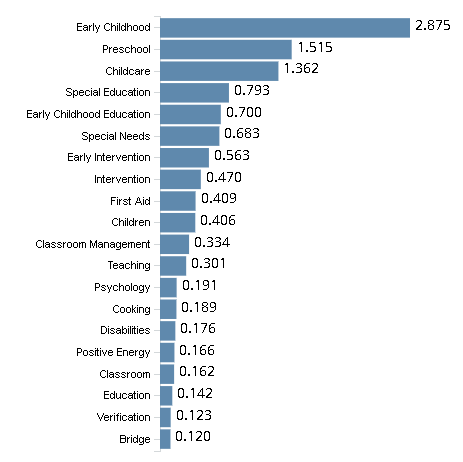 Early Childhood 2.875
Preschool 1.515
Childcare 1.362
Special Education 0.793
Early Childhood Education 0.700
Special Needs 0.683
Early Intervention 0.563
Intervention 0.470
First Aid 0.409
Children 0.406
Classroom Management 0.334
Teaching 0.301
Psychology 0.191
Cooking 0.189
Disabilities 0.176
Positive Energy 0.166
Classroom 0.162
Education 0.142
Verification 0.123
Bridge 0.120